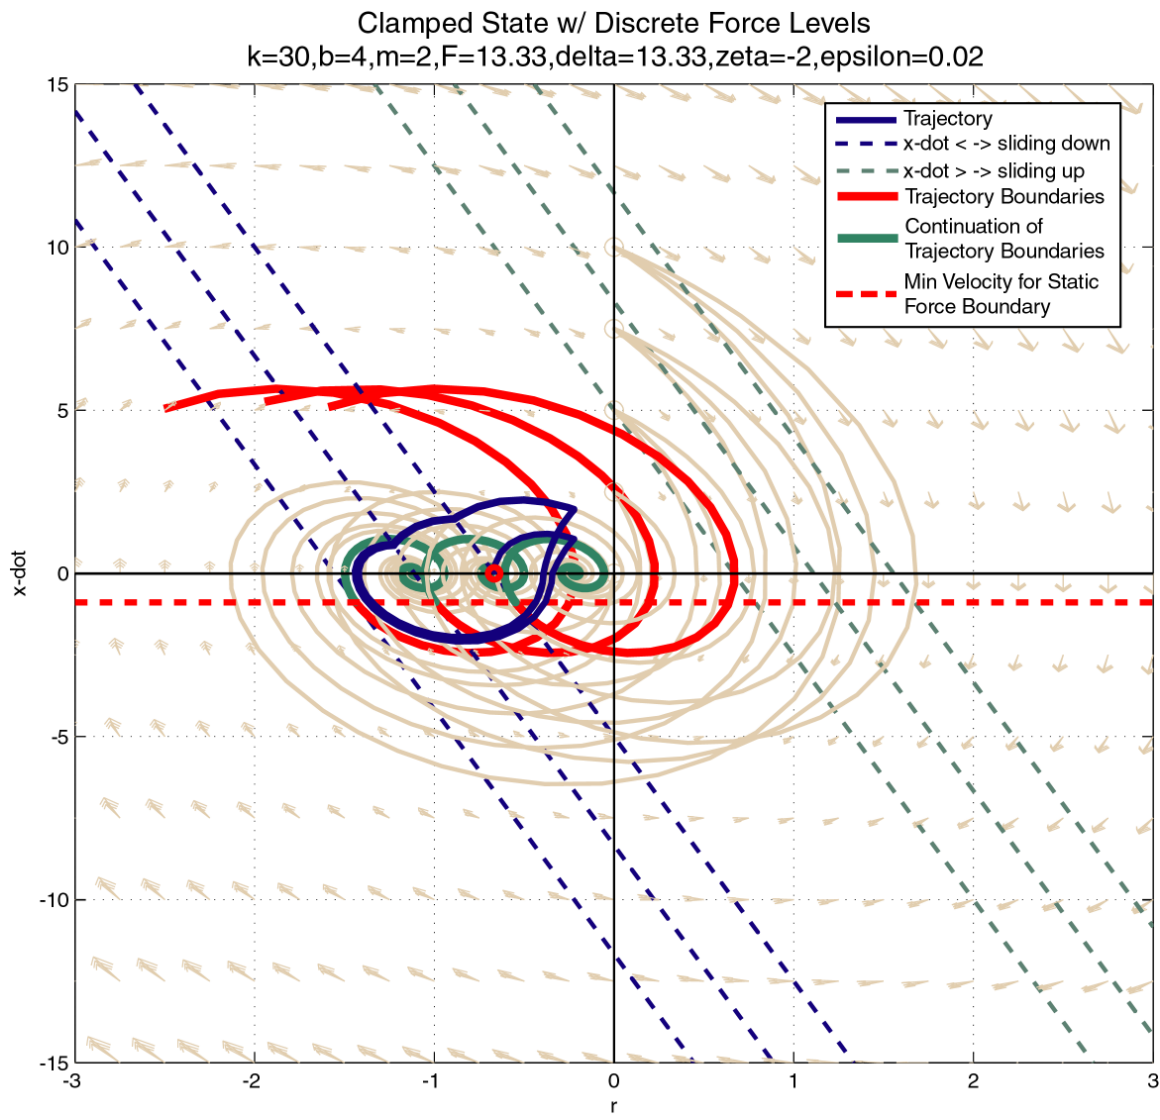 Clamped State w/ Discrete Force Levels
k=30,b=4,m=2,F=13.33,delta=13.33,zeta=-2,epsilon=0.02
15
10
5
0
-5
-10
-15
x-dot
Trajectory
x-dot < -> sliding down
x-dot > -> sliding up
Trajectory Boundaries
Continuation of
Trajectory Boundaries
Min Velocity for Static
Force Boundary
-3
-2
-1
0
1
2
3
r